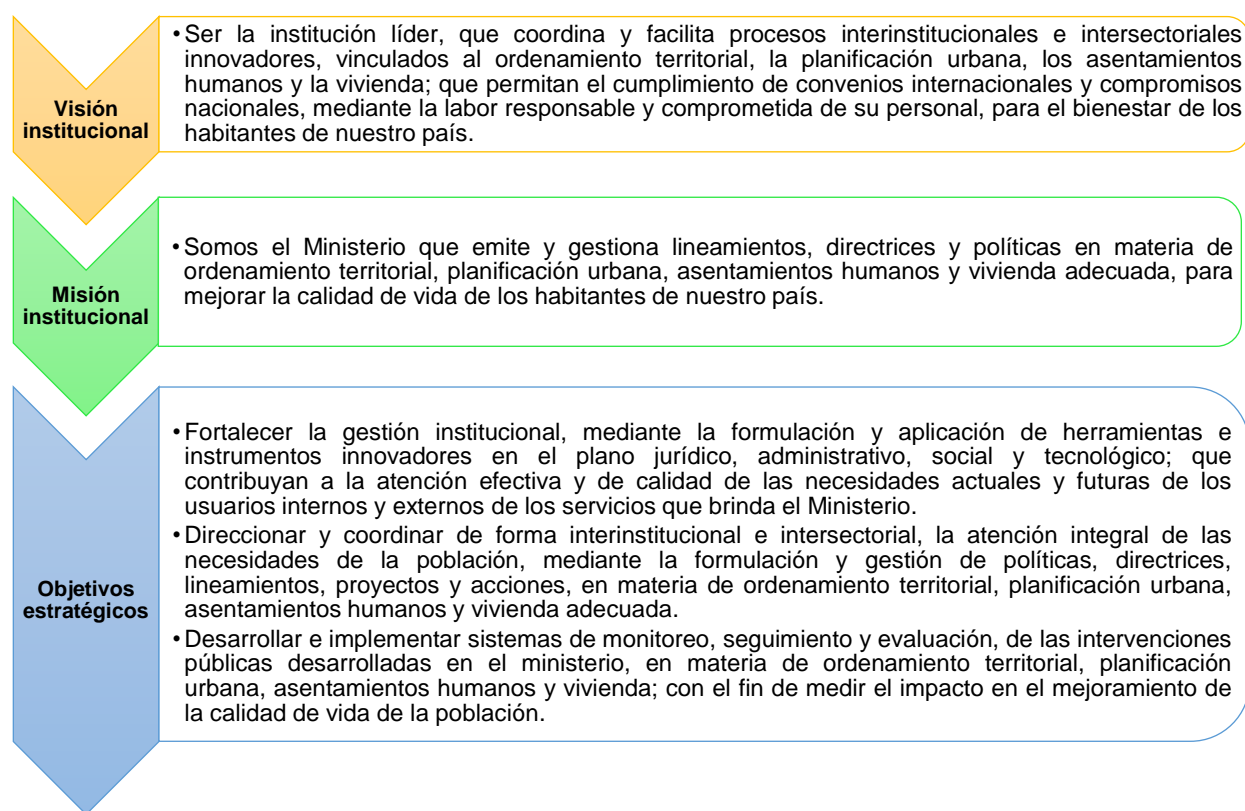 Visión
institucional
•Ser la institución líder, que coordina y facilita procesos interinstitucionales e intersectoriales
innovadores, vinculados al ordenamiento territorial, la planificación urbana, los asentamientos
humanos y la vivienda; que permitan el cumplimiento de convenios internacionales y compromisos
nacionales, mediante la labor responsable y comprometida de su personal, para el bienestar de los
habitantes de nuestro país.
Misión
institucional
•Somos el Ministerio que emite y gestiona lineamientos, directrices y políticas en materia de
ordenamiento territorial, planificación urbana, asentamientos humanos y vivienda adecuada, para
mejorar la calidad de vida de los habitantes de nuestro país.
Objetivos
estratégicos
•Fortalecer la gestión institucional, mediante la formulación y aplicación de herramientas e
instrumentos innovadores en el plano jurídico, administrativo, social y tecnológico; que
contribuyan a la atención efectiva y de calidad de las necesidades actuales y futuras de los
usuarios internos y externos de los servicios que brinda el Ministerio.
•Direccionar y coordinar de forma interinstitucional e intersectorial, la atención integral de las
necesidades de la población, mediante la formulación y gestión de políticas, directrices,
lineamientos, proyectos y acciones, en materia de ordenamiento territorial, planificación urbana,
asentamientos humanos y vivienda adecuada.
•Desarrollar e implementar sistemas de monitoreo, seguimiento y evaluación, de las intervenciones
públicas desarrolladas en el ministerio, en materia de ordenamiento territorial, planificación
urbana, asentamientos humanos y vivienda; con el fin de medir el impacto en el mejoramiento de
la calidad de vida de la población.